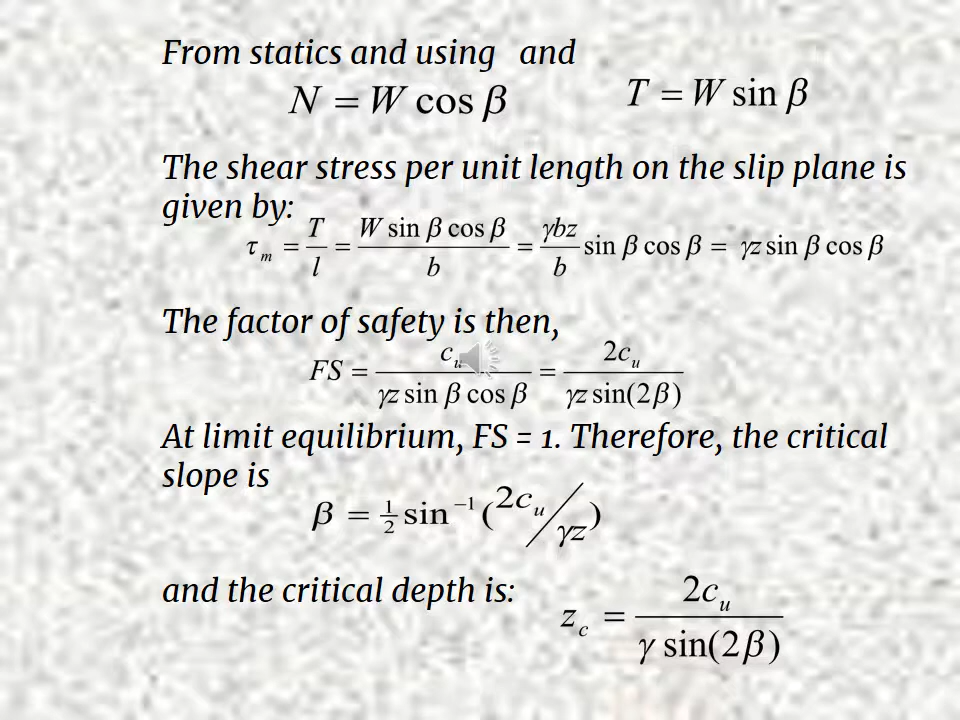 From statics and using and
N = W cos β T = W sin β
The shear stress per unit length on the slip plane is
given by:
τ_m = T/l = (W sin β cos β)/b = (γbz/b) sin β cos β = γz sin β cos β
The factor of safety is then,
FS = c_u/(γz sin β cos β) = 2c_u/(γz sin(2β))
At limit equilibrium, FS = 1. Therefore, the critical
slope is
β = ½ sin⁻¹(2c_u/γz)
and the critical depth is:
z_c = 2c_u/(γ sin(2β))